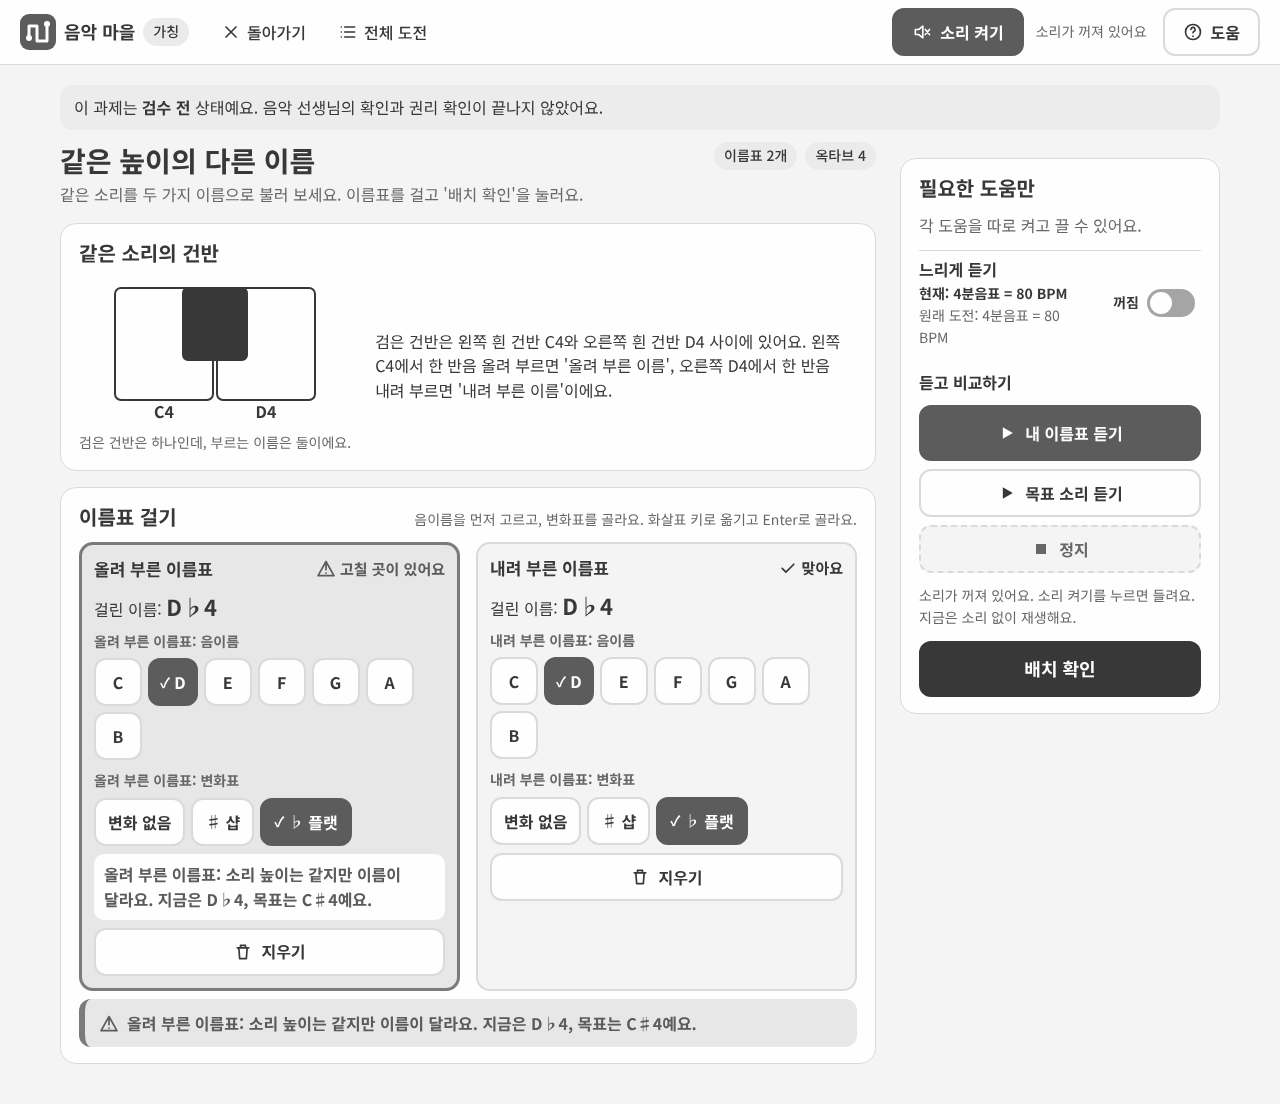 음악 마을 가칭 돌아가기 전체 도전 소리 켜기 소리가 꺼져 있어요 도움
이 과제는 검수 전 상태예요. 음악 선생님의 확인과 권리 확인이 끝나지 않았어요.
같은 높이의 다른 이름
이름표 2개 옥타브 4
같은 소리를 두 가지 이름으로 불러 보세요. 이름표를 걸고 '배치 확인'을 눌러요.
같은 소리의 건반
C4 D4
검은 건반은 왼쪽 흰 건반 C4와 오른쪽 흰 건반 D4 사이에 있어요. 왼쪽
C4에서 한 반음 올려 부르면 '올려 부른 이름', 오른쪽 D4에서 한 반음
내려 부르면 '내려 부른 이름'이에요.
검은 건반은 하나인데, 부르는 이름은 둘이에요.
이름표 걸기
음이름을 먼저 고르고, 변화표를 골라요. 화살표 키로 옮기고 Enter로 골라요.
올려 부른 이름표 고칠 곳이 있어요
걸린 이름: D♭4
올려 부른 이름표: 음이름
C ✓ D E F G A
B
올려 부른 이름표: 변화표
변화 없음 ♯ 샵 ✓ ♭ 플랫
올려 부른 이름표: 소리 높이는 같지만 이름이
달라요. 지금은 D♭4, 목표는 C♯4예요.
지우기
내려 부른 이름표 맞아요
걸린 이름: D♭4
내려 부른 이름표: 음이름
C ✓ D E F G A
B
내려 부른 이름표: 변화표
변화 없음 ♯ 샵 ✓ ♭ 플랫
지우기
올려 부른 이름표: 소리 높이는 같지만 이름이 달라요. 지금은 D♭4, 목표는 C♯4예요.
필요한 도움만
각 도움을 따로 켜고 끌 수 있어요.
느리게 듣기
현재: 4분음표 = 80 BPM
원래 도전: 4분음표 = 80
BPM
꺼짐
듣고 비교하기
내 이름표 듣기
목표 소리 듣기
정지
소리가 꺼져 있어요. 소리 켜기를 누르면 들려요.
지금은 소리 없이 재생해요.
배치 확인